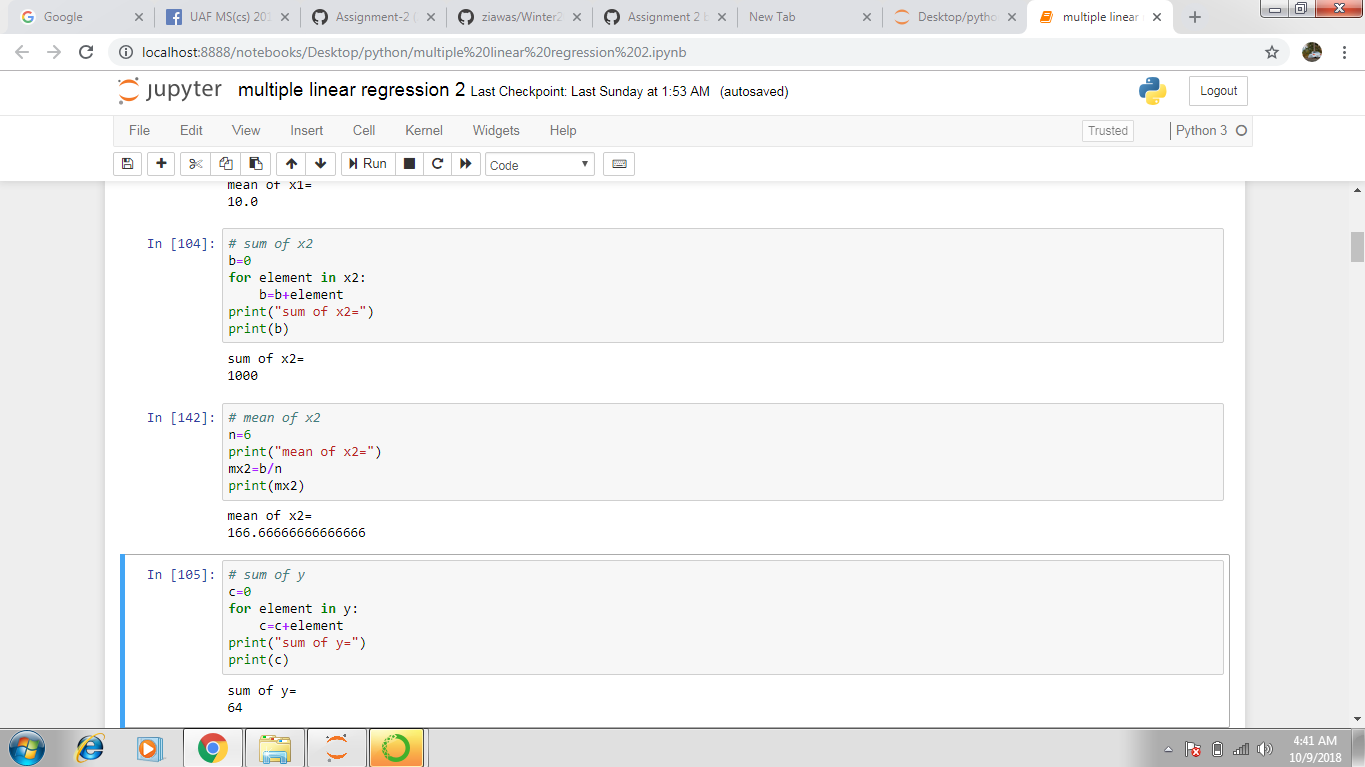 Google
UAF MS(cs) 201
Assignment-2 (
ziawas/Winter2
Assignment 2 b
New Tab
Desktop/pytho
multiple linear
localhost:8888/notebooks/Desktop/python/multiple%20linear%20regression%202.ipynb
jupyter multiple linear regression 2 Last Checkpoint: Last Sunday at 1:53 AM (autosaved)
Logout
File Edit View Insert Cell Kernel Widgets Help
Trusted
Python 3
Run
Code
mean of x1=
10.0
In [104]:
# sum of x2
b=0
for element in x2:
    b=b+element
print("sum of x2=")
print(b)
sum of x2=
1000
In [142]:
# mean of x2
n=6
print("mean of x2=")
mx2=b/n
print(mx2)
mean of x2=
166.66666666666666
In [105]:
# sum of y
c=0
for element in y:
    c=c+element
print("sum of y=")
print(c)
sum of y=
64
4:41 AM
10/9/2018